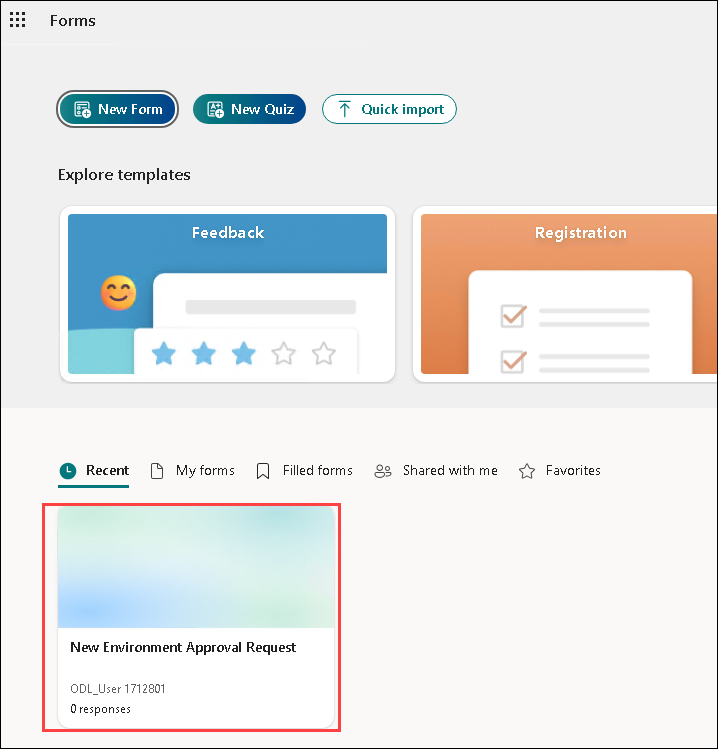 Forms
New Form
New Quiz
Quick import
Explore templates
Feedback
Registration
Recent
My forms
Filled forms
Shared with me
Favorites
New Environment Approval Request
ODL_User 1712801
0 responses